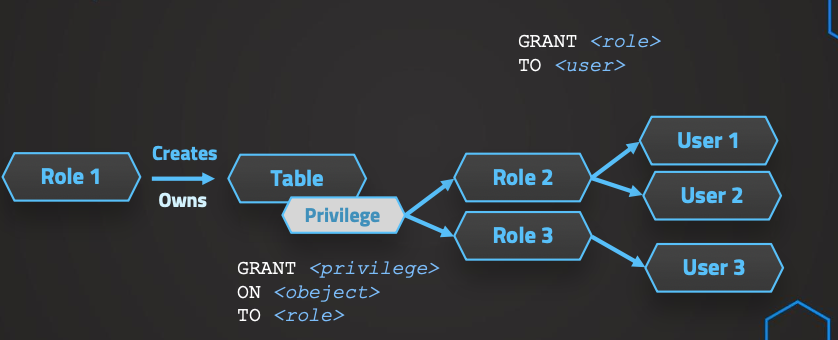 GRANT <role>
TO <user>
Role 1
Creates
Owns
Table
Privilege
Role 2
Role 3
User 1
User 2
User 3
GRANT <privilege>
ON <obeject>
TO <role>